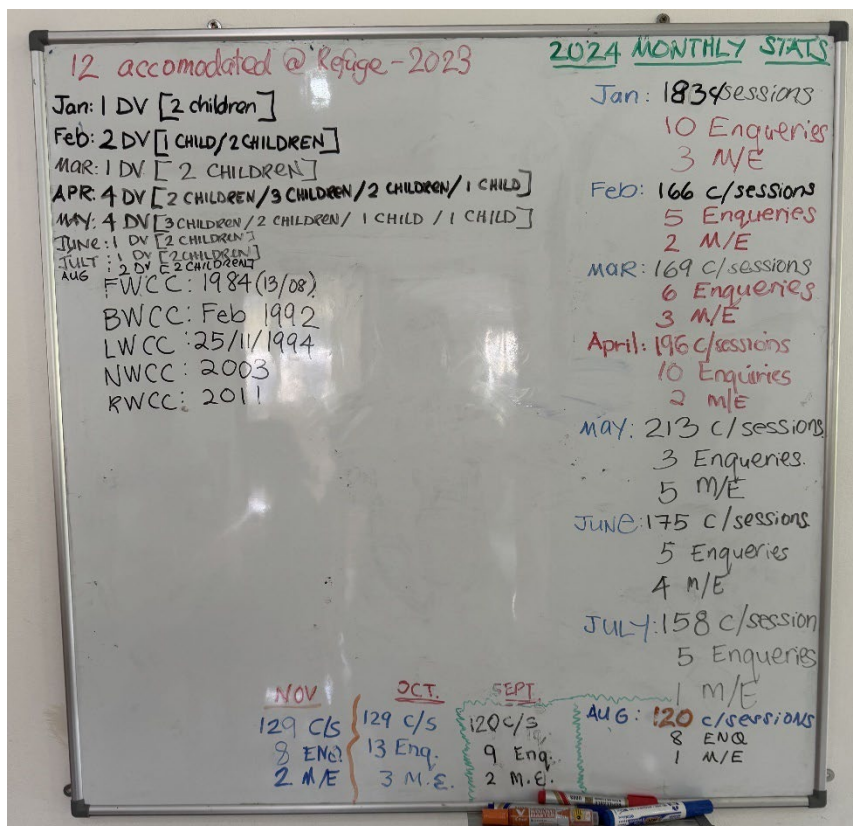 12 accomodated @ Refuge - 2023
Jan: 1 DV [2 children]
Feb: 2 DV [1 CHILD/2 CHILDREN]
MAR: 1 DV [2 CHILDREN]
APR: 4 DV [2 CHILDREN/3 CHILDREN/2 CHILDREN/1 CHILD]
MAY: 4 DV [3 CHILDREN/2 CHILDREN/1 CHILD/1 CHILD]
JUNE: 1 DV [2 CHILDREN]
JULY: 1 DV [2 CHILDREN]
AUG : 2 DV [2 CHILDREN]
FWCC: 1984 (13/08)
BWCC: Feb 1992
LWCC: 25/11/1994
NWCC: 2003
RWCC: 2011
2024 MONTHLY STATS
Jan: 183 c/sessions
10 Enqueries
3 M/E
Feb: 166 c/sessions
5 Enqueries
2 M/E
MAR: 169 c/sessions
6 Enqueries
3 M/E
April: 196 c/sessions
10 Enquiries
2 M/E
MAY: 213 c/sessions
3 Enqueries.
5 M/E
JUNE: 175 c/sessions
5 Enqueries
4 M/E
JULY: 158 c/session
5 Enqueries
1 M/E
AUG: 120 c/sessions
8 ENQ
1 M/E
SEPT.
120 c/s
9 Enq.
2 M.E.
OCT.
129 c/s
13 Enq.
3 M.E.
NOV
129 C/S
8 ENQ.
2 M/E